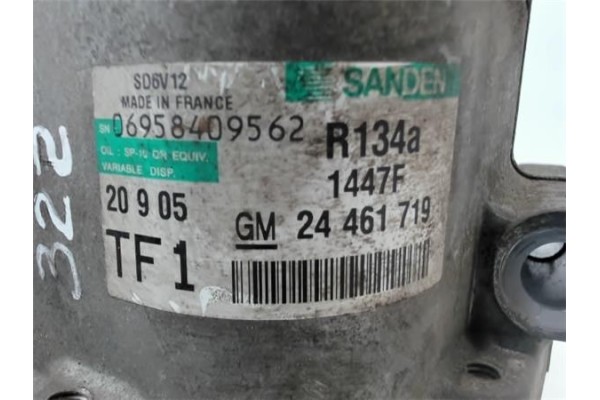 SD6V12
SANDEN
MADE IN FRANCE
SN 06958409562
R134a
OIL : SP-10 OR EQUIV.
VARIABLE DISP.
1447F
20 9 05
GM 24 461 719
TF1
322